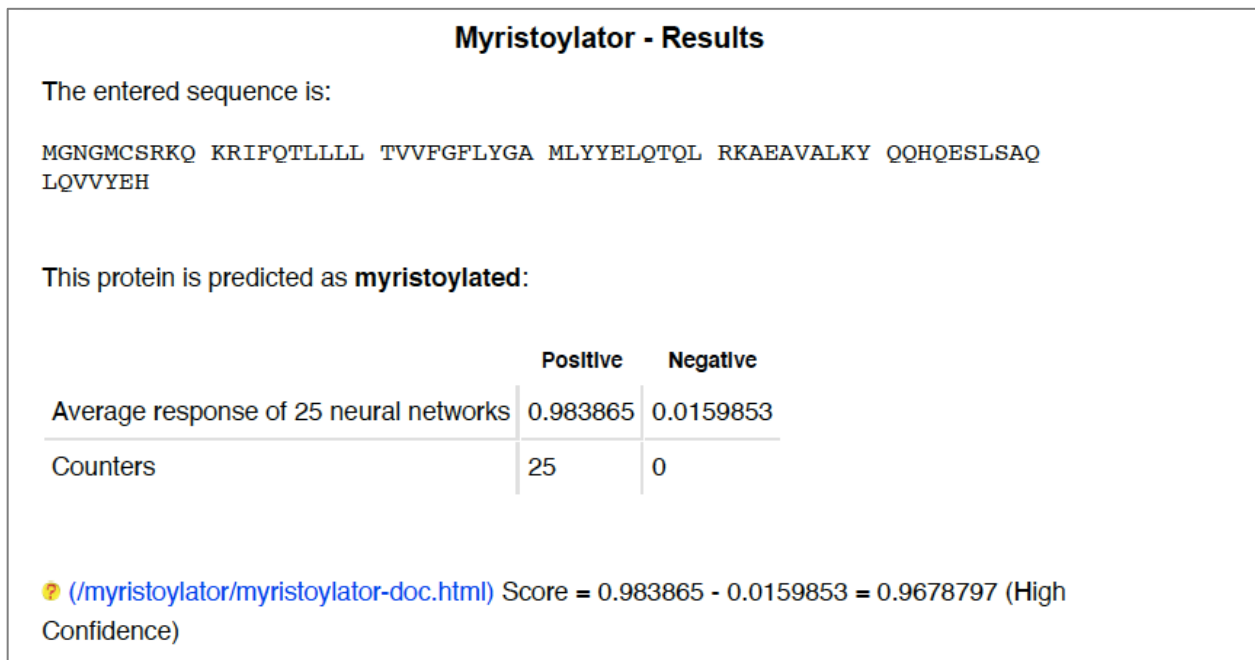 Myristoylator - Results
The entered sequence is:
MGNGMCSRKQ KRIFQTLLLL TVVFGFLYGA MLYYELQTQL RKAEAVALKY QQHQESLSAQ
LQVVYEH
This protein is predicted as myristoylated:
Positive Negative
Average response of 25 neural networks 0.983865 0.0159853
Counters 25 0
? (/myristoylator/myristoylator-doc.html) Score = 0.983865 - 0.0159853 = 0.9678797 (High
Confidence)